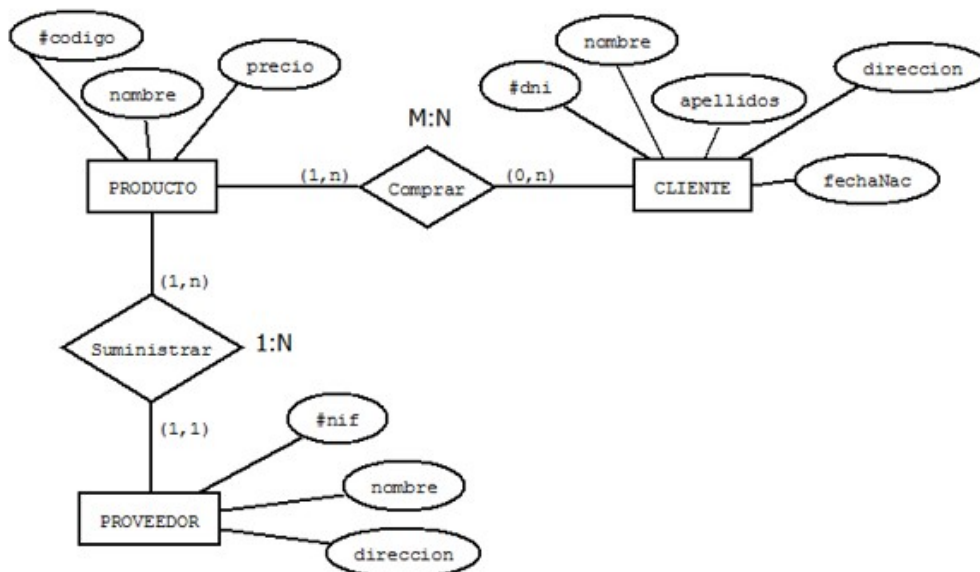 #codigo
nombre
precio
nombre
#dni
apellidos
direccion
M:N
PRODUCTO
(1,n)
Comprar
(0,n)
CLIENTE
fechaNac
(1,n)
Suministrar
1:N
(1,1)
#nif
nombre
PROVEEDOR
direccion